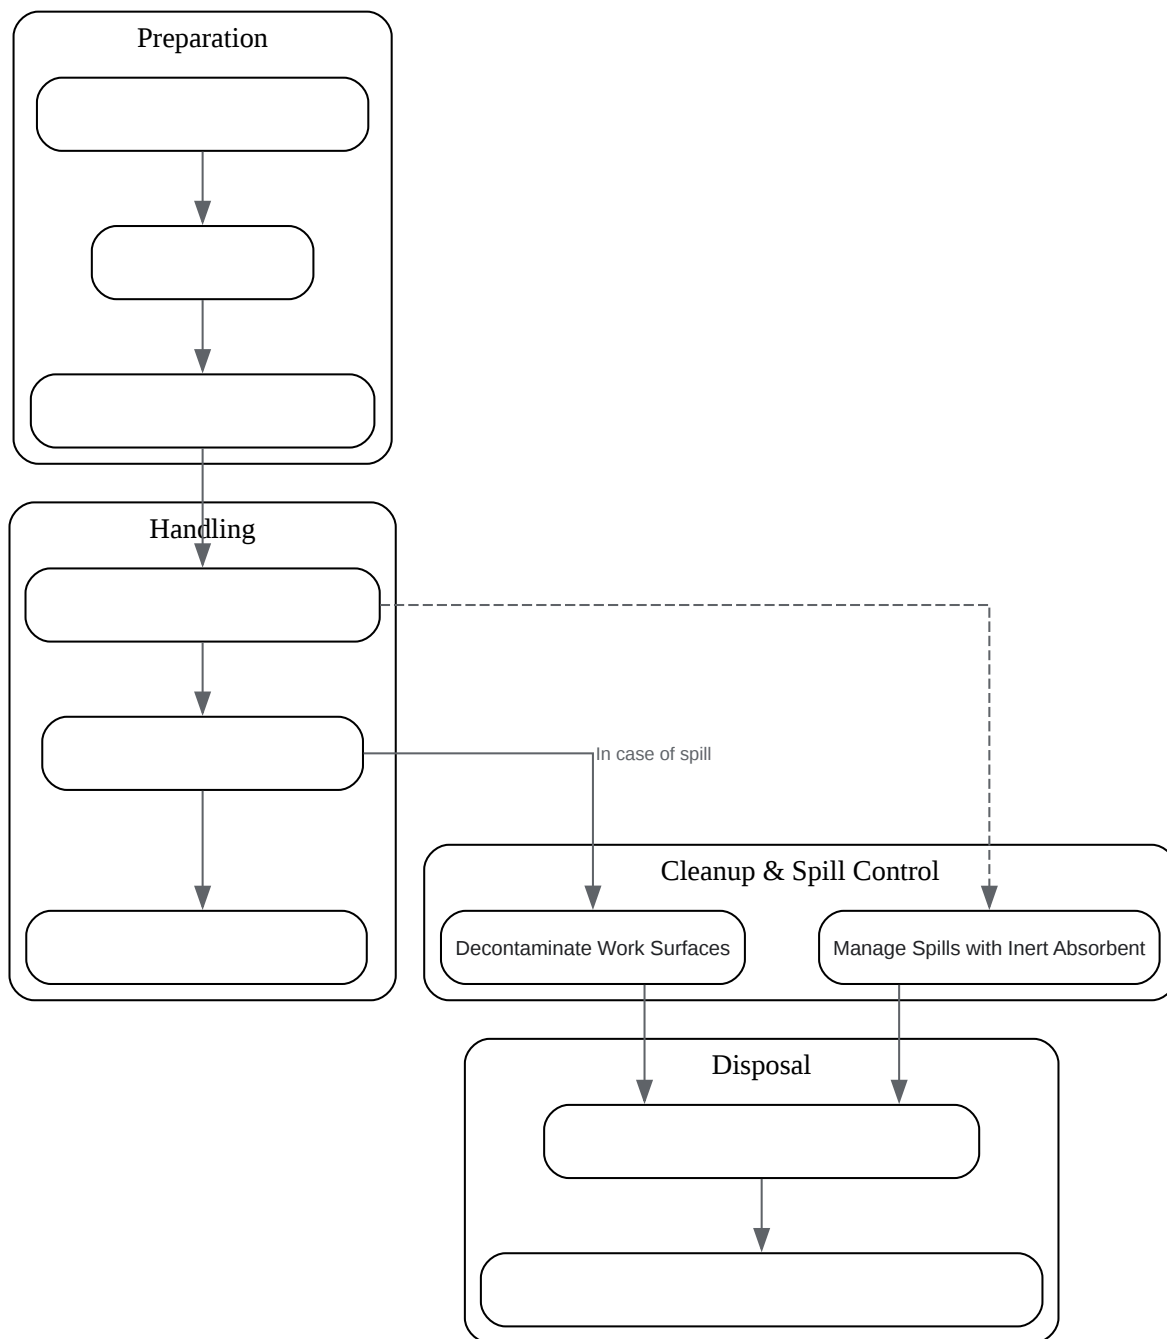 Preparation
Handling
In case of spill
Cleanup & Spill Control
Decontaminate Work Surfaces
Manage Spills with Inert Absorbent
Disposal